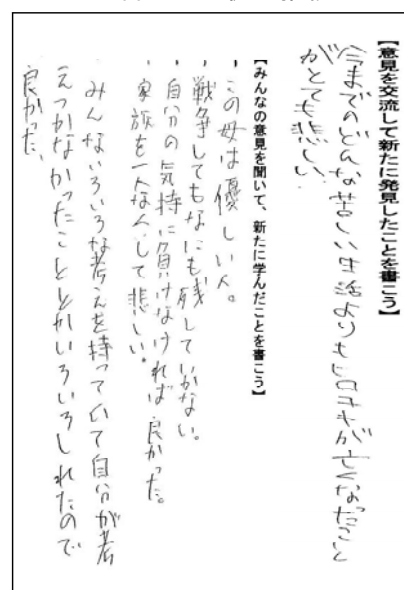 【意見を交流して新たに発見したことを書こう】
今までのどんな苦しい生活よりもヒロユキが亡くなったこと
がとても悲しい。
【みんなの意見を聞いて、新たに学んだことを書こう】
・この母は優しい人。
・戦争してもなにも残していかない。
・自分の気持に負けなければ良かった。
・家族を一人なくして悲しい。
・みんないろいろな考えを持っていて自分が考
えつかなかったこととかいろいろしれたので
良かった。